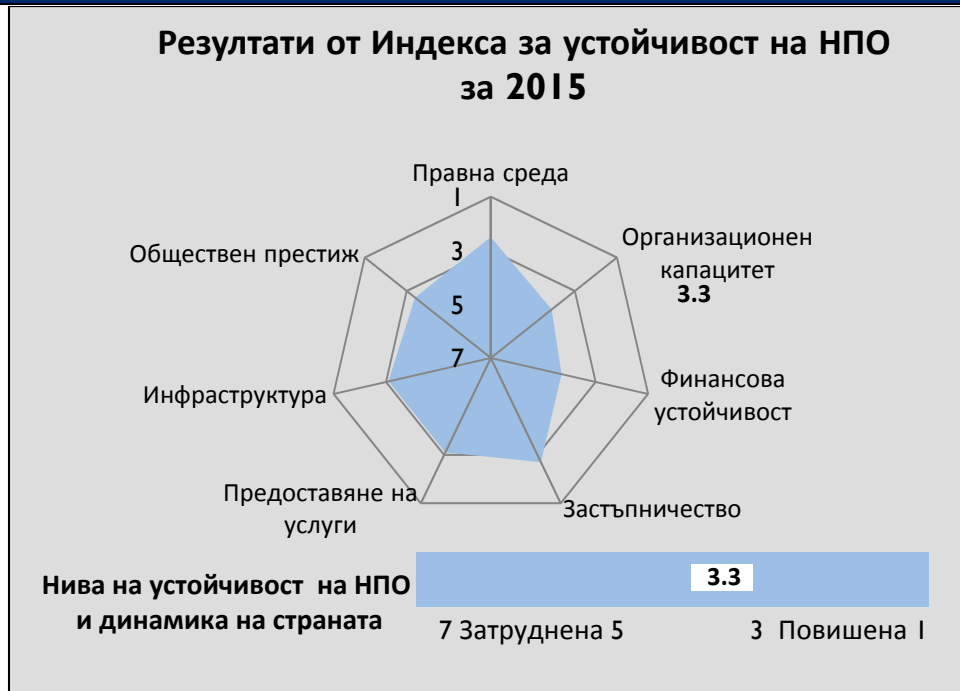 Резултати от Индекса за устойчивост на НПО
за 2015
Правна среда
1
Организационен
капацитет
3.3
Обществен престиж
3
5
7
Финансова
устойчивост
Инфраструктура
Предоставяне на
услуги
Застъпничество
Нива на устойчивост на НПО
и динамика на страната
3.3
7 Затруднена 5 3 Повишена 1